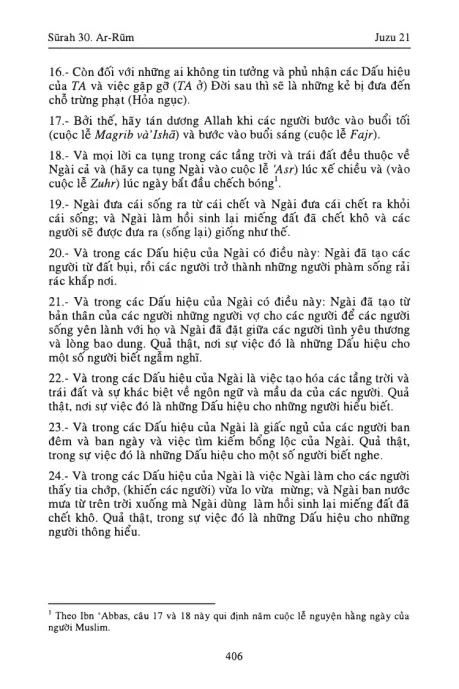 Sūrah 30. Ar-Rūm Juzu 21
16.- Còn đối với những ai không tin tưởng và phủ nhận các Dấu hiệu
của TA và việc gặp gỡ (TA ở) Đời sau thì sẽ là những kẻ bị đưa đến
chỗ trừng phạt (Hỏa ngục).
17.- Bởi thế, hãy tán dương Allah khi các người bước vào buổi tối
(cuộc lễ Magrib và'Ishā) và bước vào buổi sáng (cuộc lễ Fajr).
18.- Và mọi lời ca tụng trong các tầng trời và trái đất đều thuộc về
Ngài cả và (hãy ca tụng Ngài vào cuộc lễ 'Asr) lúc xế chiều và (vào
cuộc lễ Zuhr) lúc ngày bắt đầu chếch bóng¹.
19.- Ngài đưa cái sống ra từ cái chết và Ngài đưa cái chết ra khỏi
cái sống; và Ngài làm hồi sinh lại miếng đất đã chết khô và các
người sẽ được đưa ra (sống lại) giống như thế.
20.- Và trong các Dấu hiệu của Ngài có điều này: Ngài đã tạo các
người từ đất bụi, rồi các người trở thành những người phàm sống rải
rác khắp nơi.
21.- Và trong các Dấu hiệu của Ngài có điều này: Ngài đã tạo từ
bản thân của các người những người vợ cho các người để các người
sống yên lành với họ và Ngài đã đặt giữa các người tình yêu thương
và lòng bao dung. Quả thật, nơi sự việc đó là những Dấu hiệu cho
một số người biết ngẫm nghĩ.
22.- Và trong các Dấu hiệu của Ngài là việc tạo hóa các tầng trời và
trái đất và sự khác biệt về ngôn ngữ và mầu da của các người. Quả
thật, nơi sự việc đó là những Dấu hiệu cho những người hiểu biết.
23.- Và trong các Dấu hiệu của Ngài là giấc ngủ của các người ban
đêm và ban ngày và việc tìm kiếm bổng lộc của Ngài. Quả thật,
trong sự việc đó là những Dấu hiệu cho một số người biết nghe.
24.- Và trong các Dấu hiệu của Ngài là việc Ngài làm cho các người
thấy tia chớp, (khiến các người) vừa lo vừa mừng; và Ngài ban nước
mưa từ trên trời xuống mà Ngài dùng làm hồi sinh lại miếng đất đã
chết khô. Quả thật, trong sự việc đó là những Dấu hiệu cho những
người thông hiểu.
¹ Theo Ibn 'Abbas, câu 17 và 18 này qui định năm cuộc lễ nguyện hằng ngày của
người Muslim.
406